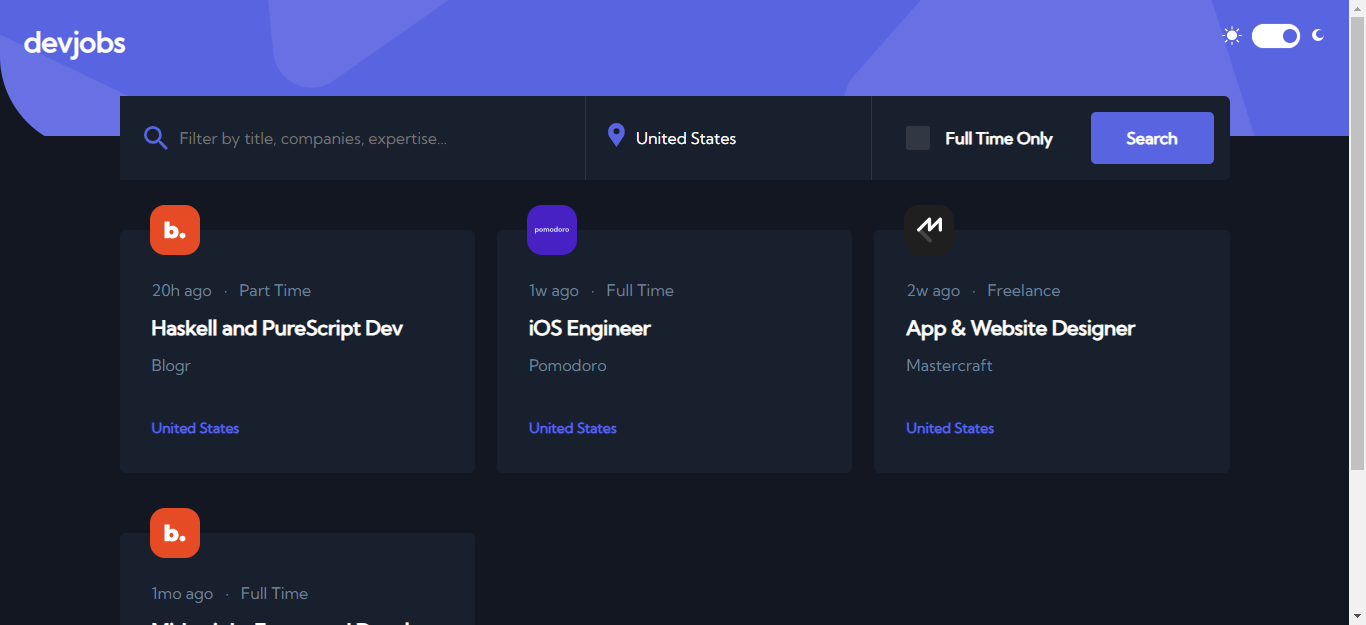 devjobs
Filter by title, companies, expertise...
United States
Full Time Only
Search
b.
20h ago · Part Time
Haskell and PureScript Dev
Blogr
United States
pomodoro
1w ago · Full Time
iOS Engineer
Pomodoro
United States
2w ago · Freelance
App & Website Designer
Mastercraft
United States
b.
1mo ago · Full Time